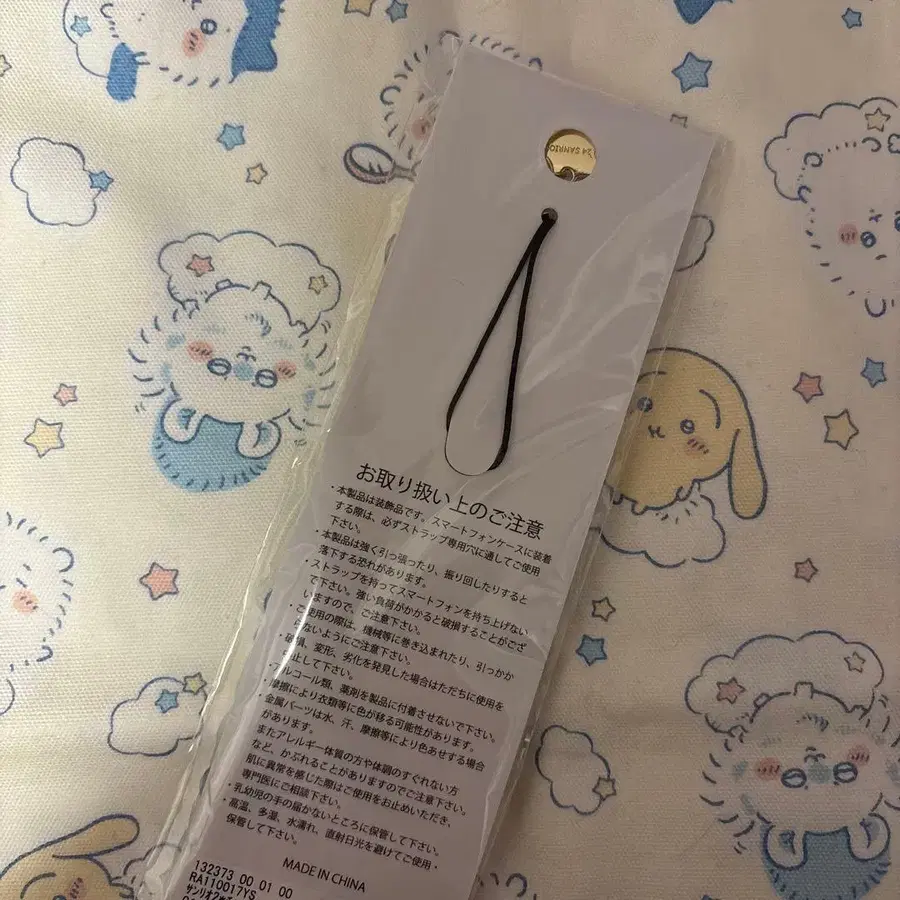 '24 SANRIO
お取り扱い上のご注意
・本製品は装飾品です。スマートフォンケースに装着
する際は、必ずストラップ専用穴に通してご使用
下さい。
・本製品は強く引っ張ったり、振り回したりすると
落下する恐れがあります。
・ストラップを持ってスマートフォンを持ち上げない
で下さい。強い負荷がかかると破損することがござ
いますので、ご注意下さい。
・ご使用の際は、機械等に巻き込まれたり、引っかか
らないようにご注意下さい。
・破損、変形、劣化を発見した場合はただちに使用を
止して下さい。
・アルコール類、薬剤を製品に付着させないで下さい。
・摩擦により衣類等に色が移る可能性があります。
・金属パーツは水、汗、摩擦等により色あせする場合
があります。
またアレルギー体質の方や体調のすぐれない方
など、かぶれることがありますのでご注意下さい。
肌に異常を感じた際はご使用をお止めいただき、
専門医にご相談下さい。
・乳幼児の手の届かないところに保管して下さい。
・高温、多湿、水濡れ、直射日光を避けてご使用・
保管して下さい。
MADE IN CHINA
132373 00 01 00
RA110017YS
サンリオ